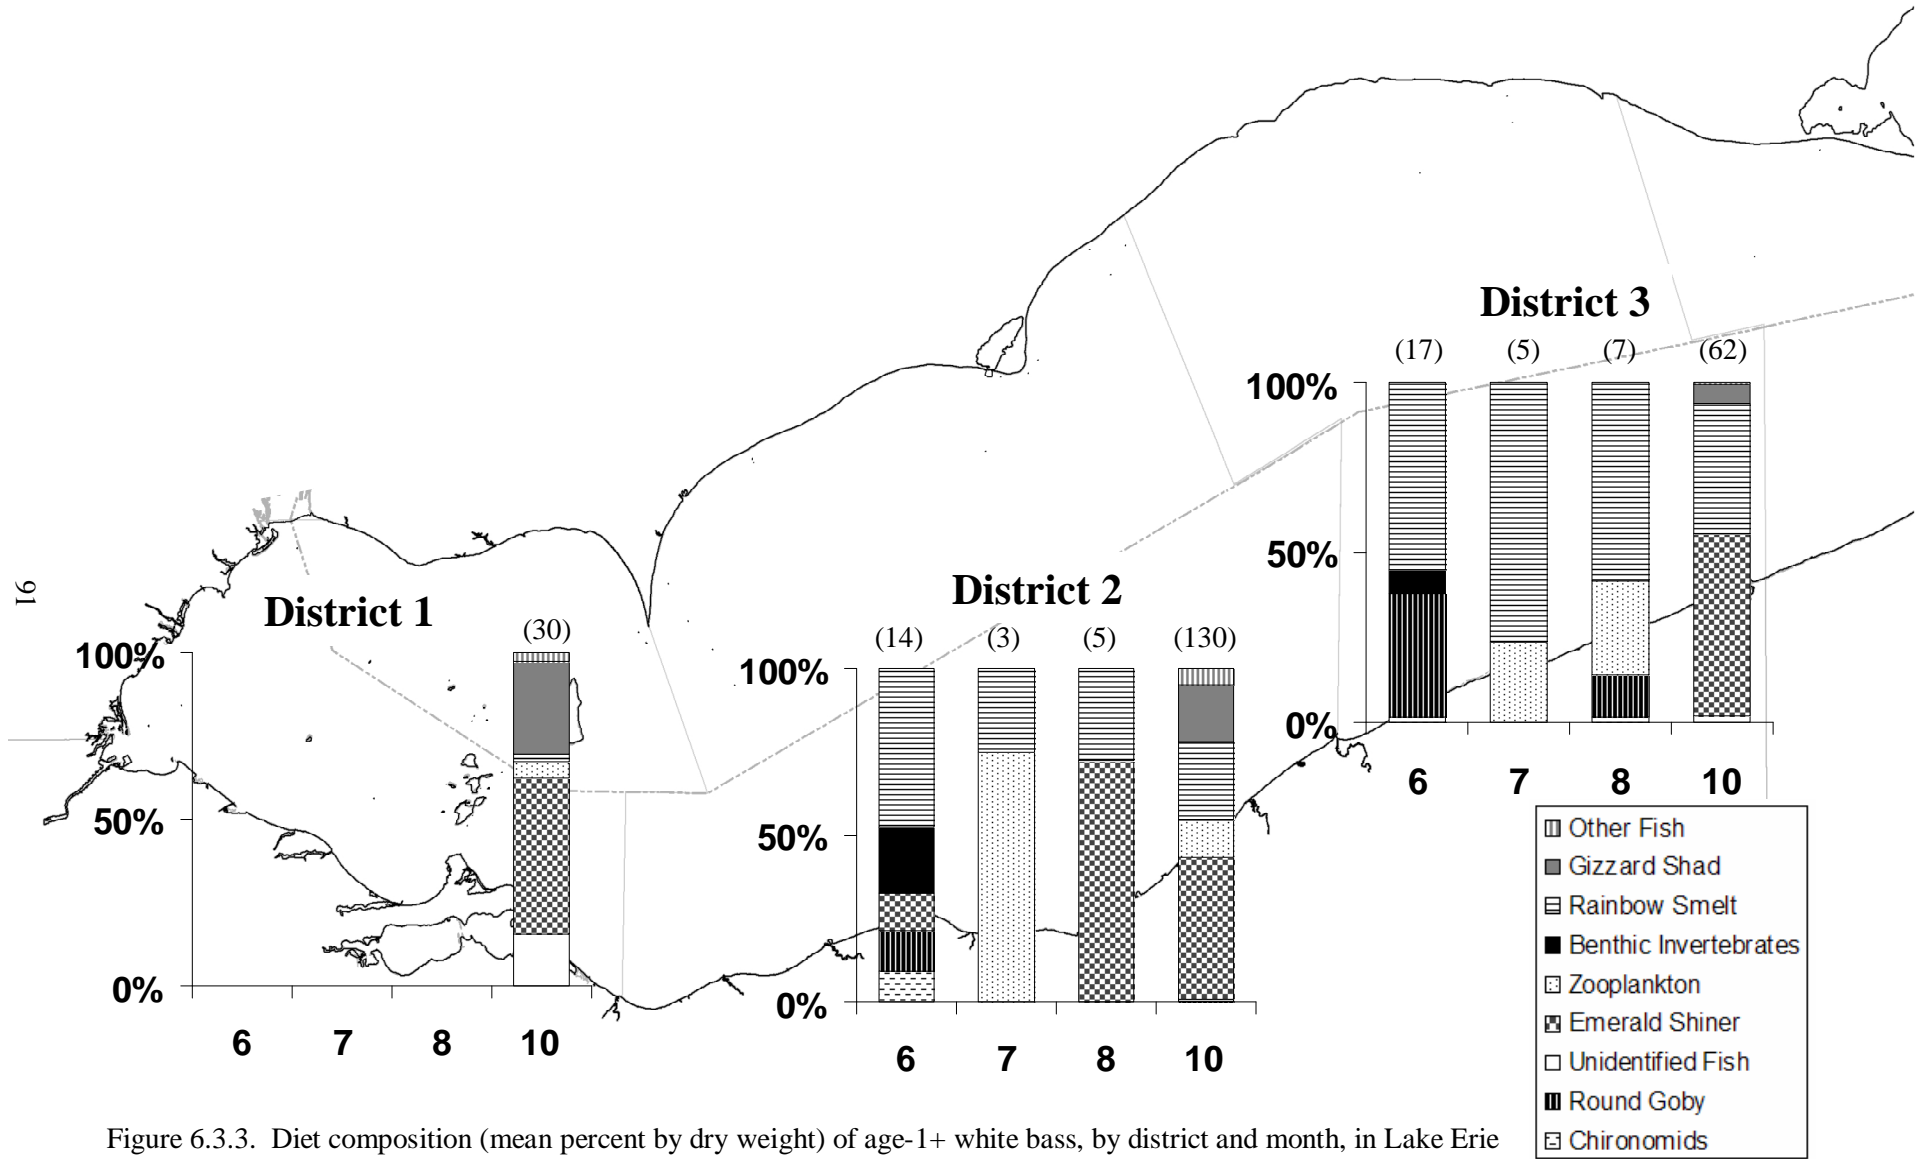 District 3
(17) (5) (7) (62)
100%
50%
0%
6 7 8 10
District 2
(14) (3) (5) (130)
100%
50%
0%
6 7 8 10
District 1
(30)
100%
50%
0%
6 7 8 10
91
Other Fish
Gizzard Shad
Rainbow Smelt
Benthic Invertebrates
Zooplankton
Emerald Shiner
Unidentified Fish
Round Goby
Chironomids
Figure 6.3.3. Diet composition (mean percent by dry weight) of age-1+ white bass, by district and month, in Lake Erie